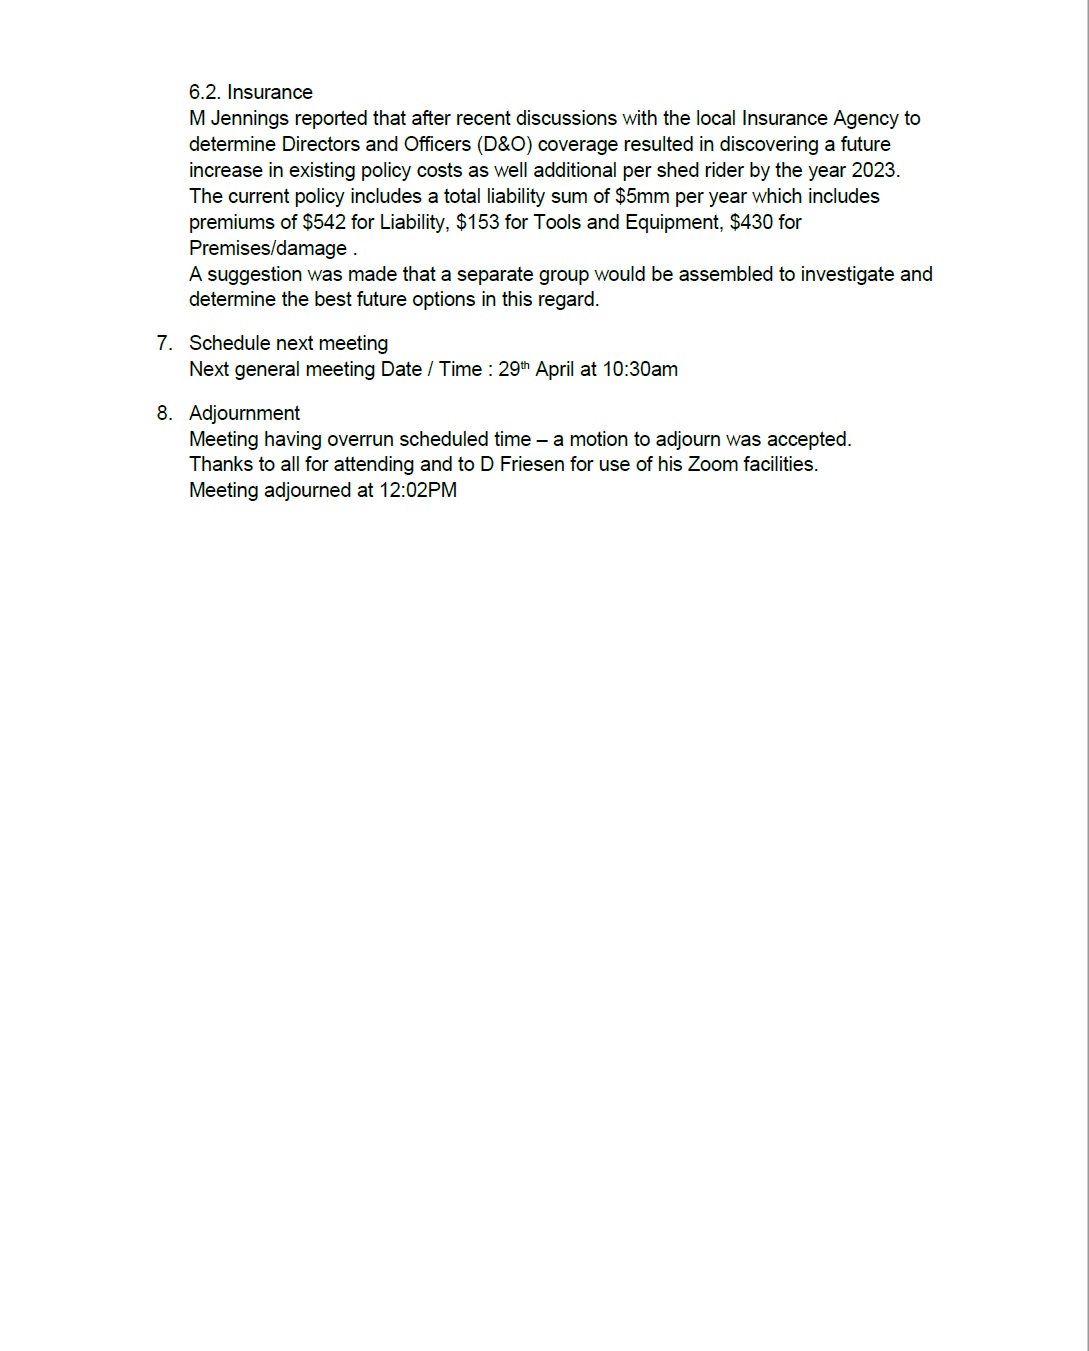 6.2. Insurance
M Jennings reported that after recent discussions with the local Insurance Agency to
determine Directors and Officers (D&O) coverage resulted in discovering a future
increase in existing policy costs as well additional per shed rider by the year 2023.
The current policy includes a total liability sum of $5mm per year which includes
premiums of $542 for Liability, $153 for Tools and Equipment, $430 for
Premises/damage .
A suggestion was made that a separate group would be assembled to investigate and
determine the best future options in this regard.
7. Schedule next meeting
Next general meeting Date / Time : 29th April at 10:30am
8. Adjournment
Meeting having overrun scheduled time – a motion to adjourn was accepted.
Thanks to all for attending and to D Friesen for use of his Zoom facilities.
Meeting adjourned at 12:02PM